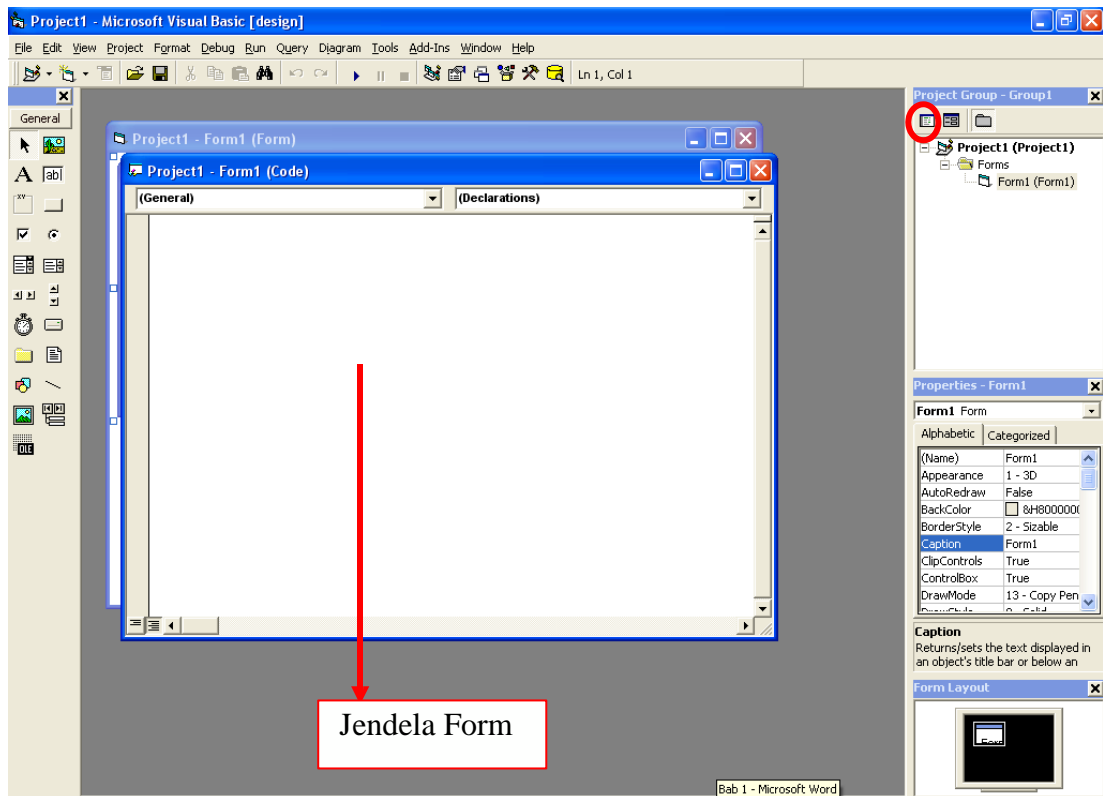 Project1 - Microsoft Visual Basic [design]
File Edit View Project Format Debug Run Query Diagram Tools Add-Ins Window Help
Ln 1, Col 1
General
A ab|
xy
OLE
Project1 - Form1 (Form)
Project1 - Form1 (Code)
(General) (Declarations)
Jendela Form
Project Group - Group1
Project1 (Project1)
Forms
Form1 (Form1)
Properties - Form1
Form1 Form
Alphabetic Categorized
(Name) Form1
Appearance 1 - 3D
AutoRedraw False
BackColor &H8000000
BorderStyle 2 - Sizable
Caption Form1
ClipControls True
ControlBox True
DrawMode 13 - Copy Pen
Caption
Returns/sets the text displayed in
an object's title bar or below an
Form Layout
Bab 1 - Microsoft Word